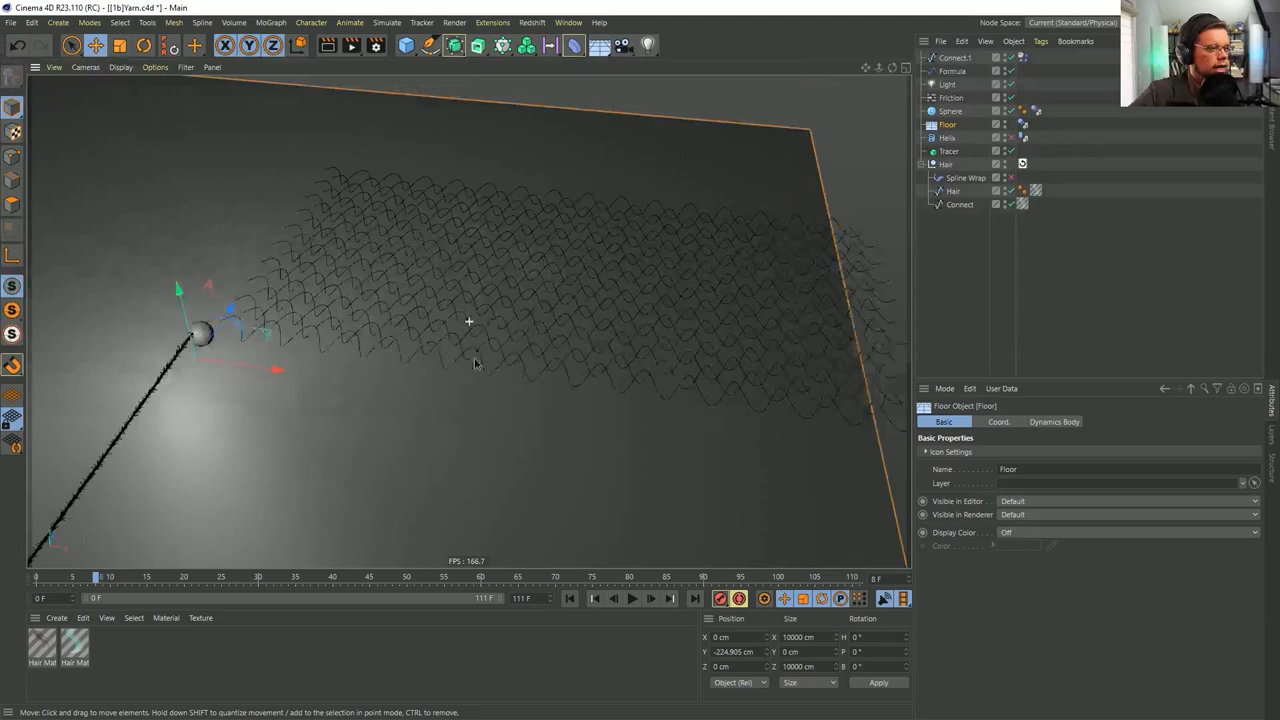 Cinema 4D R23.110 (RC) - [[1b]Yarn.c4d *] - Main
File Edit Create Modes Select Tools Mesh Spline Volume MoGraph Character Animate Simulate Tracker Render Extensions Redshift Window Help
Node Space: Current (Standard/Physical)
X Y Z
File Edit View Object Tags Bookmarks
View Cameras Display Options Filter Panel
Connect.1
Formula
Light
Friction
Sphere
Floor
Helix
Tracer
Hair
Spline Wrap
Hair
Connect
Mode Edit User Data
Floor Object [Floor]
Basic Coord. Dynamics Body
Basic Properties
Icon Settings
Name Floor
Layer
Visible in Editor Default
Visible in Renderer Default
Display Color Off
Color
Attributes
Layers
Structure
FPS : 166.7
0 5 8 10 15 20 25 30 35 40 45 50 55 60 65 70 75 80 85 90 95 100 105 110 8 F
0 F 0 F 111 F 111 F
Create Edit View Select Material Texture
Hair Mat Hair Mat
Position Size Rotation
X 0 cm X 10000 cm H 0 °
Y -224.905 cm Y 0 cm P 0 °
Z 0 cm Z 10000 cm B 0 °
Object (Rel) Size Apply
Move: Click and drag to move elements. Hold down SHIFT to quantize movement / add to the selection in point mode, CTRL to remove.